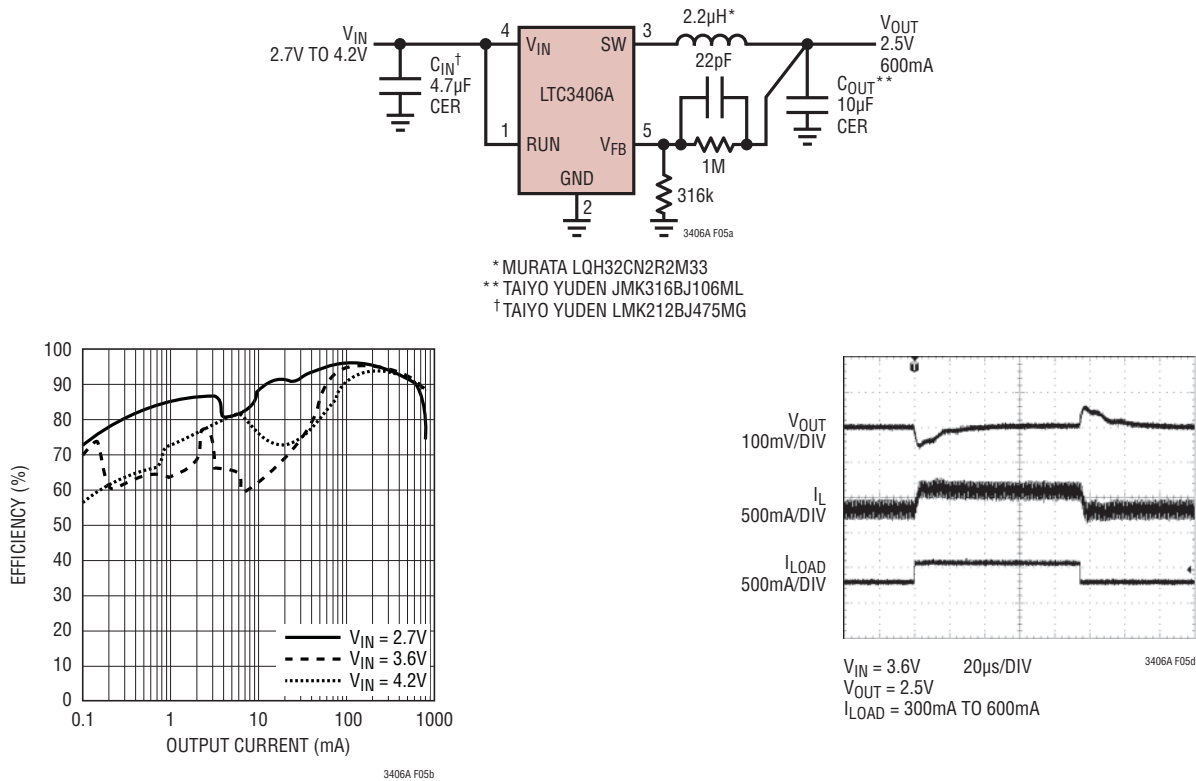 VIN
2.7V TO 4.2V
CIN†
4.7µF
CER
4
VIN
1
RUN
LTC3406A
GND
2
SW
3
VFB
5
2.2µH*
22pF
1M
316k
VOUT
2.5V
600mA
COUT**
10µF
CER
3406A F05a
* MURATA LQH32CN2R2M33
** TAIYO YUDEN JMK316BJ106ML
† TAIYO YUDEN LMK212BJ475MG
EFFICIENCY (%)
100
90
80
70
60
50
40
30
20
10
0
VIN = 2.7V
VIN = 3.6V
VIN = 4.2V
0.1 1 10 100 1000
OUTPUT CURRENT (mA)
3406A F05b
VOUT
100mV/DIV
IL
500mA/DIV
ILOAD
500mA/DIV
VIN = 3.6V 20µs/DIV
VOUT = 2.5V
ILOAD = 300mA TO 600mA
3406A F05d